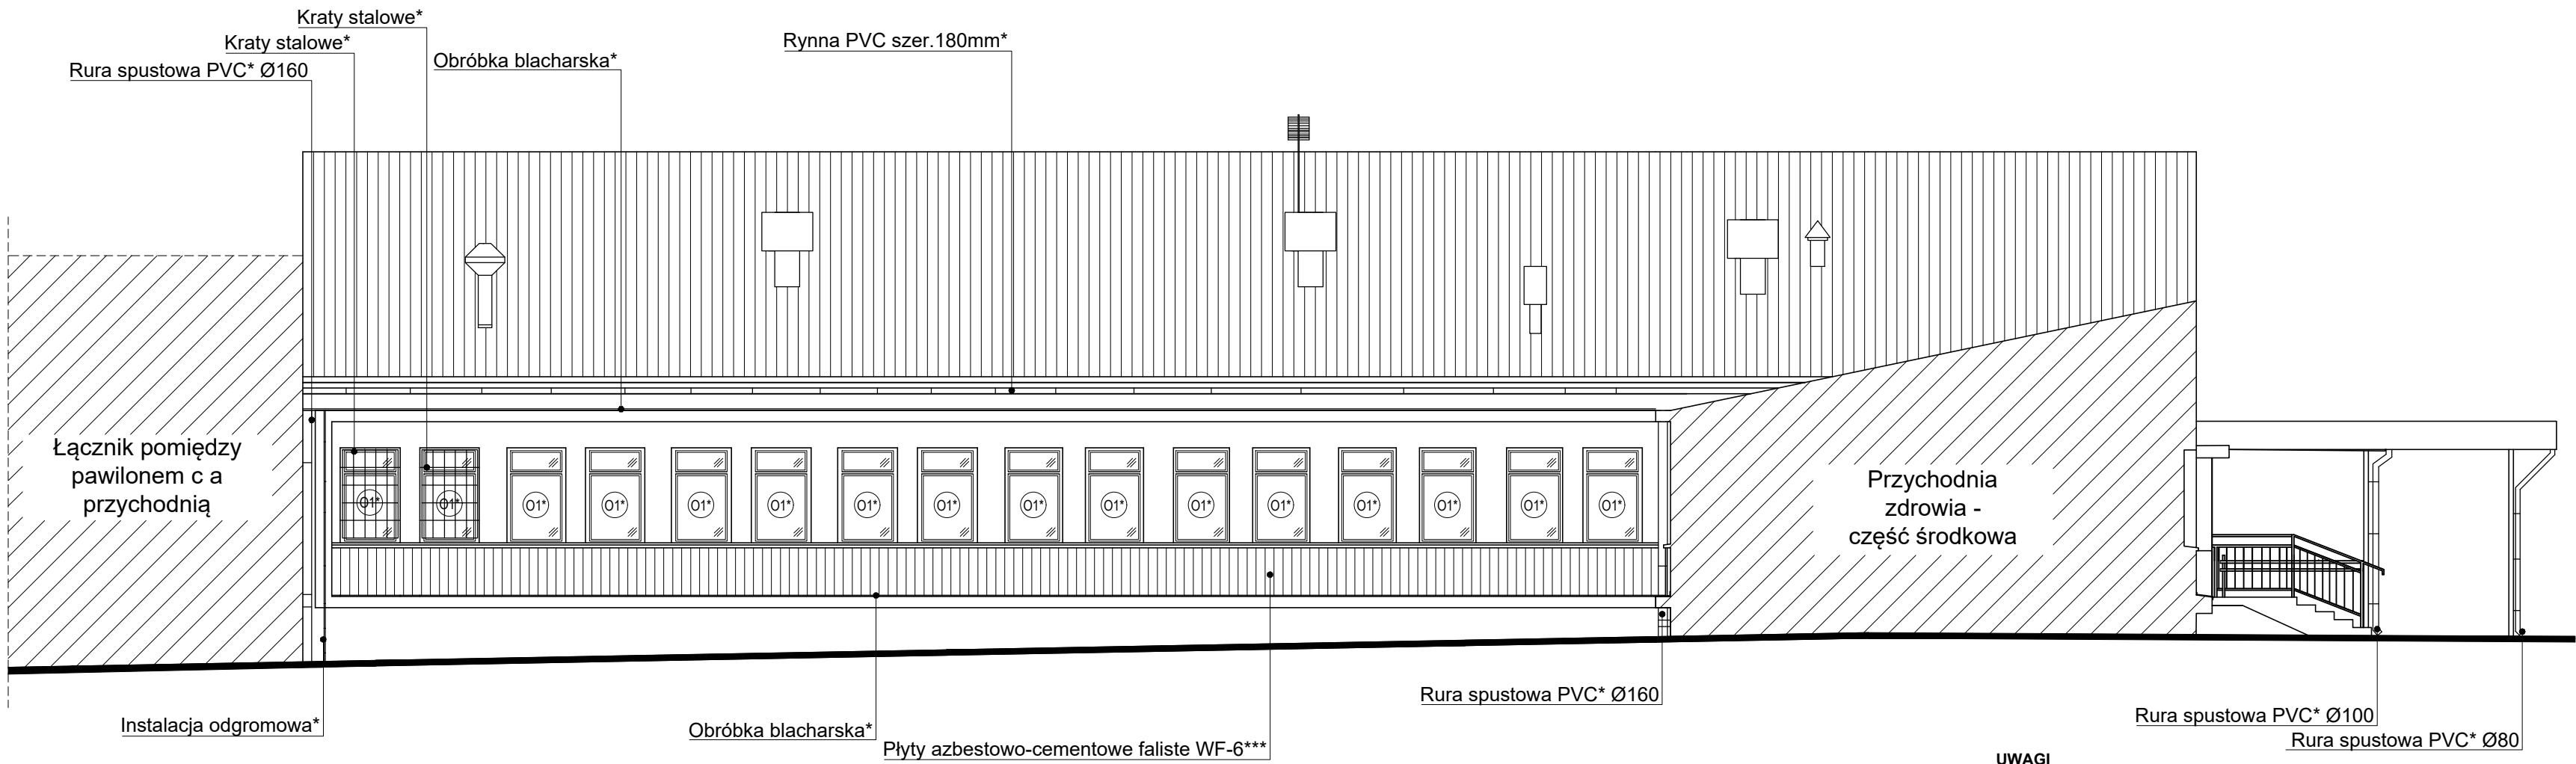 Kraty stalowe*
Kraty stalowe*
Rura spustowa PVC* Ø160
Obróbka blacharska*
Rynna PVC szer.180mm*
Łącznik pomiędzy
pawilonem c a
przychodnią
O1* O1* O1* O1* O1* O1* O1* O1* O1* O1* O1* O1* O1* O1* O1* O1*
Przychodnia
zdrowia -
część środkowa
Instalacja odgromowa*
Obróbka blacharska*
Płyty azbestowo-cementowe faliste WF-6***
Rura spustowa PVC* Ø160
Rura spustowa PVC* Ø100
Rura spustowa PVC* Ø80
UWAGI